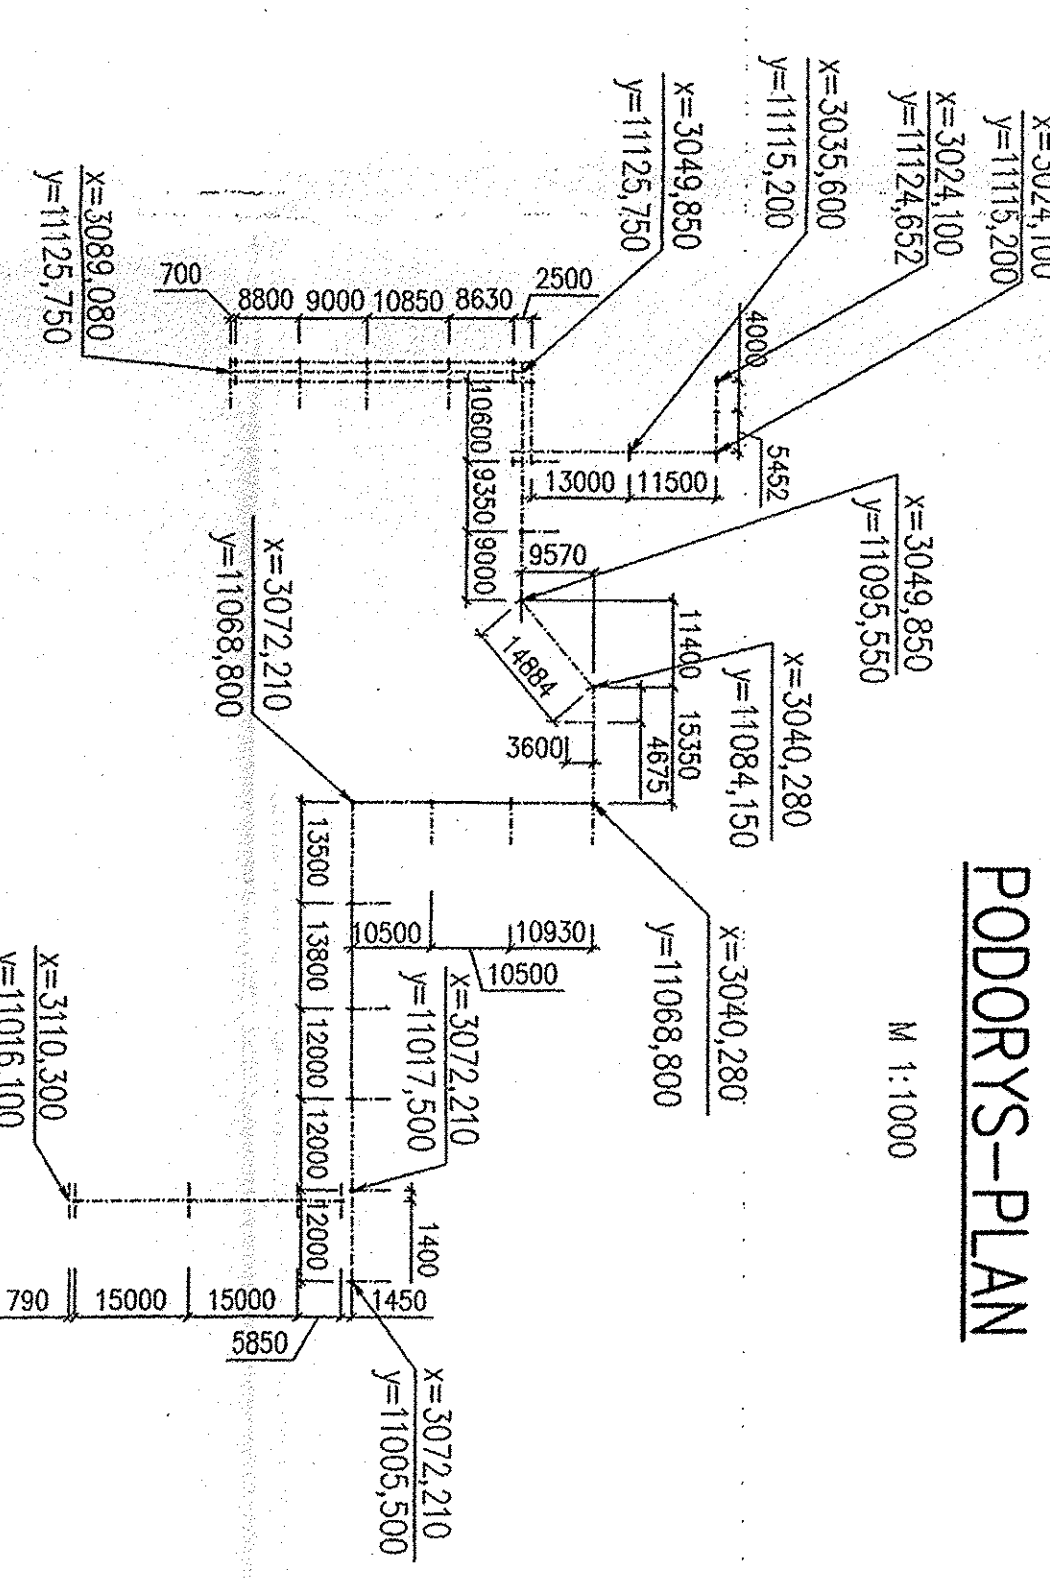 PODORYS-PLAN
M 1:1000
x=3024,100
y=11115,200
x=3024,100
y=11124,652
x=3035,600
y=11115,200
x=3049,850
y=11125,750
x=3089,080
y=11125,750
x=3049,850
y=11095,550
x=3040,280
y=11084,150
x=3040,280
y=11068,800
x=3072,210
y=11068,800
x=3072,210
y=11017,500
x=3072,210
y=11005,500
x=3110,300
y=11016,100
700
8800
9000
10850
8630
2500
4000
5452
13000
11500
10600
9350
9000
9570
11400
15350
4675
14884
3600
10500
10930
10500
13500
13800
12000
12000
12000
1400
790
15000
15000
1450
5850